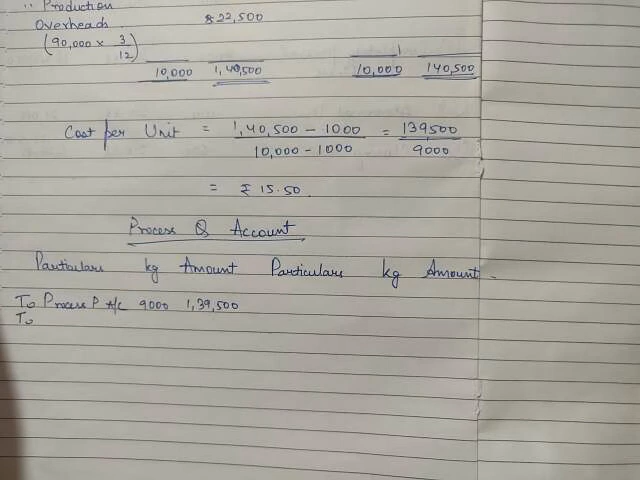 " Production
Overheads 22,500
(90,000 × 3/12)
10,000 1,40,500 10,000 140,500
Cost per Unit = 1,40,500 - 1000 / 10,000 - 1000 = 139500 / 9000
= ₹ 15.50
Process Q Account
Particulars kg Amount Particulars kg Amount
To Process P A/c 9000 1,39,500
To